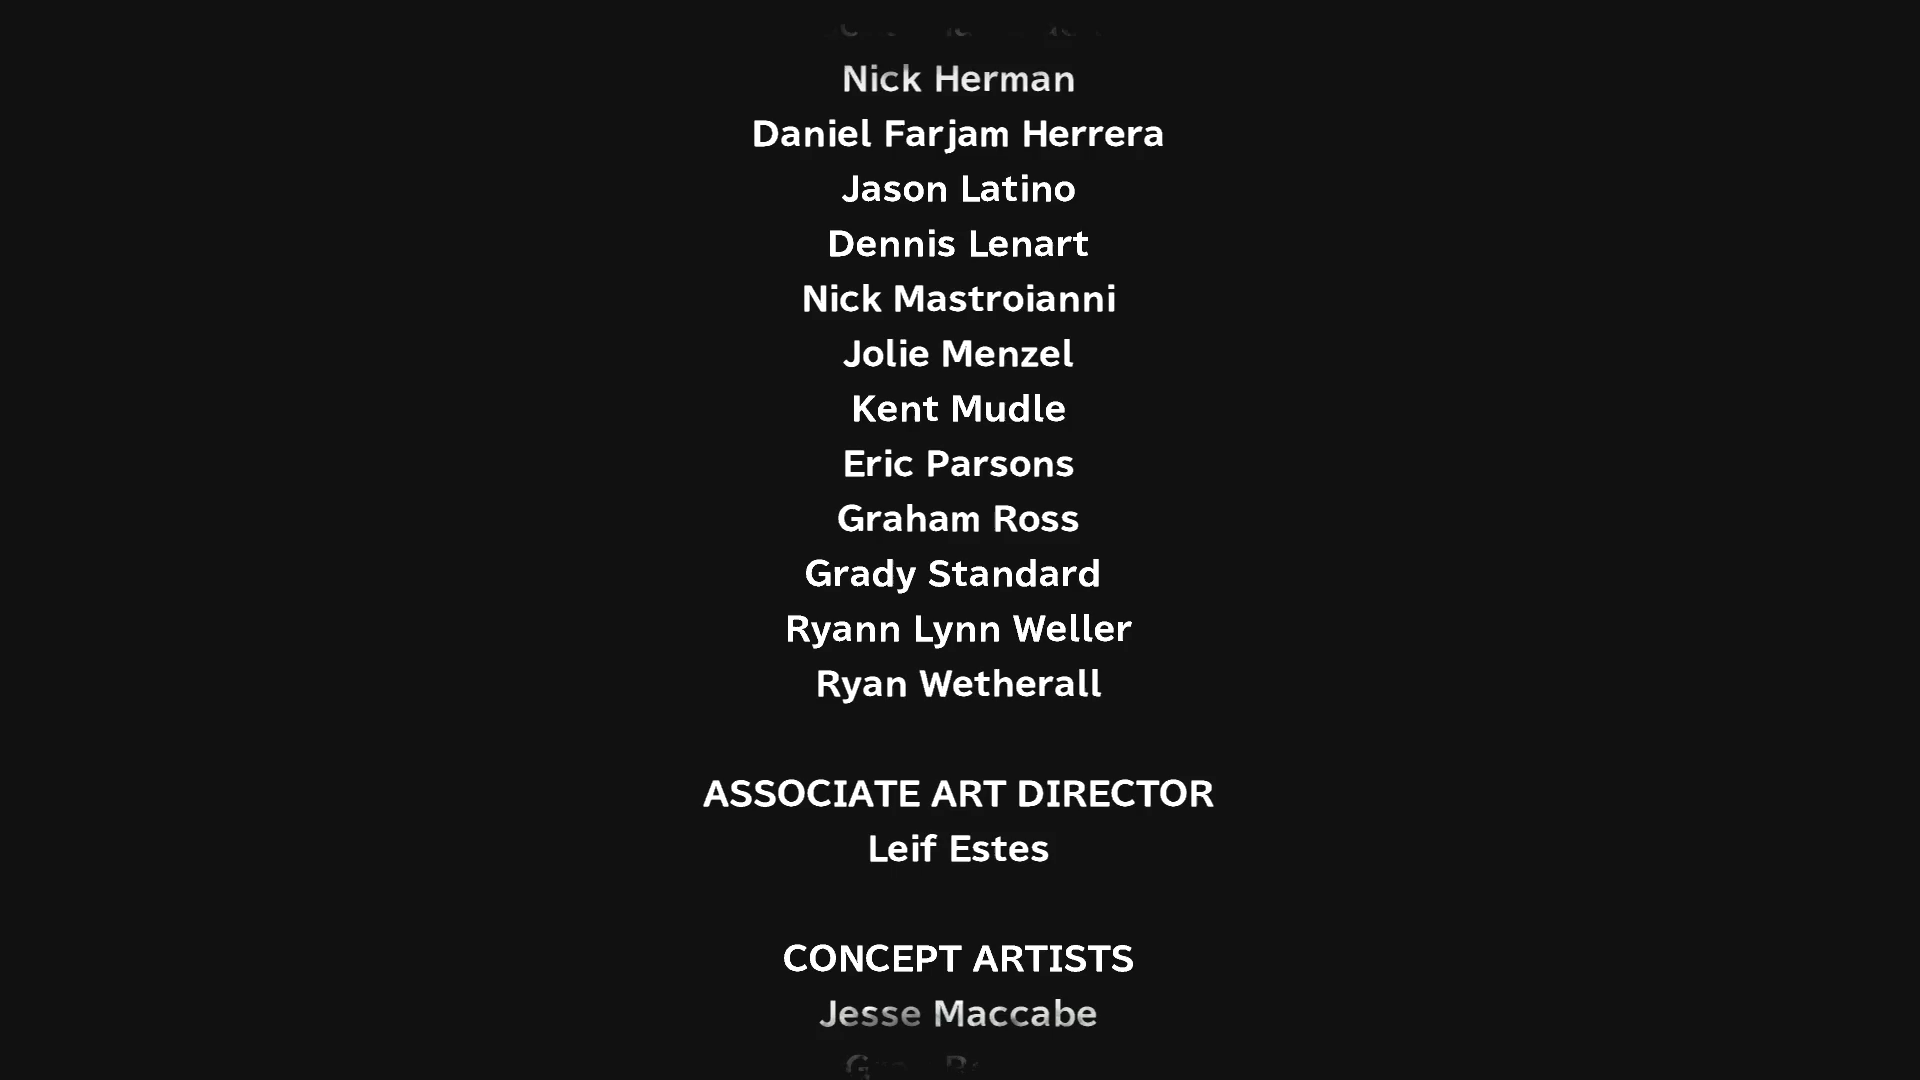 Nick Herman
Daniel Farjam Herrera
Jason Latino
Dennis Lenart
Nick Mastroianni
Jolie Menzel
Kent Mudle
Eric Parsons
Graham Ross
Grady Standard
Ryann Lynn Weller
Ryan Wetherall
ASSOCIATE ART DIRECTOR
Leif Estes
CONCEPT ARTISTS
Jesse Maccabe